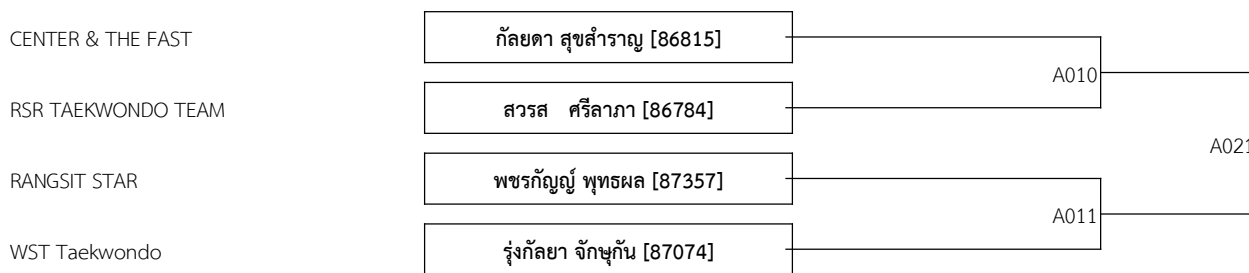 CENTER & THE FAST กัลยดา สุขสำราญ [86815]
A010
RSR TAEKWONDO TEAM สวรส ศรีลาภา [86784]
A021
RANGSIT STAR พชรกัญญ์ พุทธผล [87357]
A011
WST Taekwondo รุ่งกัลยา จักษุกัน [87074]